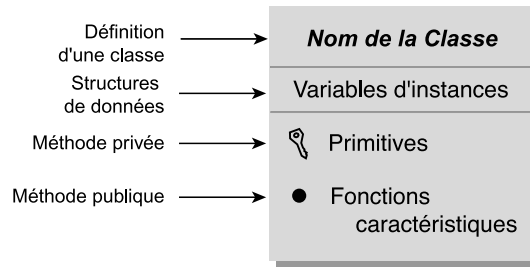 Définition
d'une classe
Nom de la Classe
Structures
de données
Variables d'instances
Méthode privée
Primitives
Méthode publique
Fonctions
caractéristiques